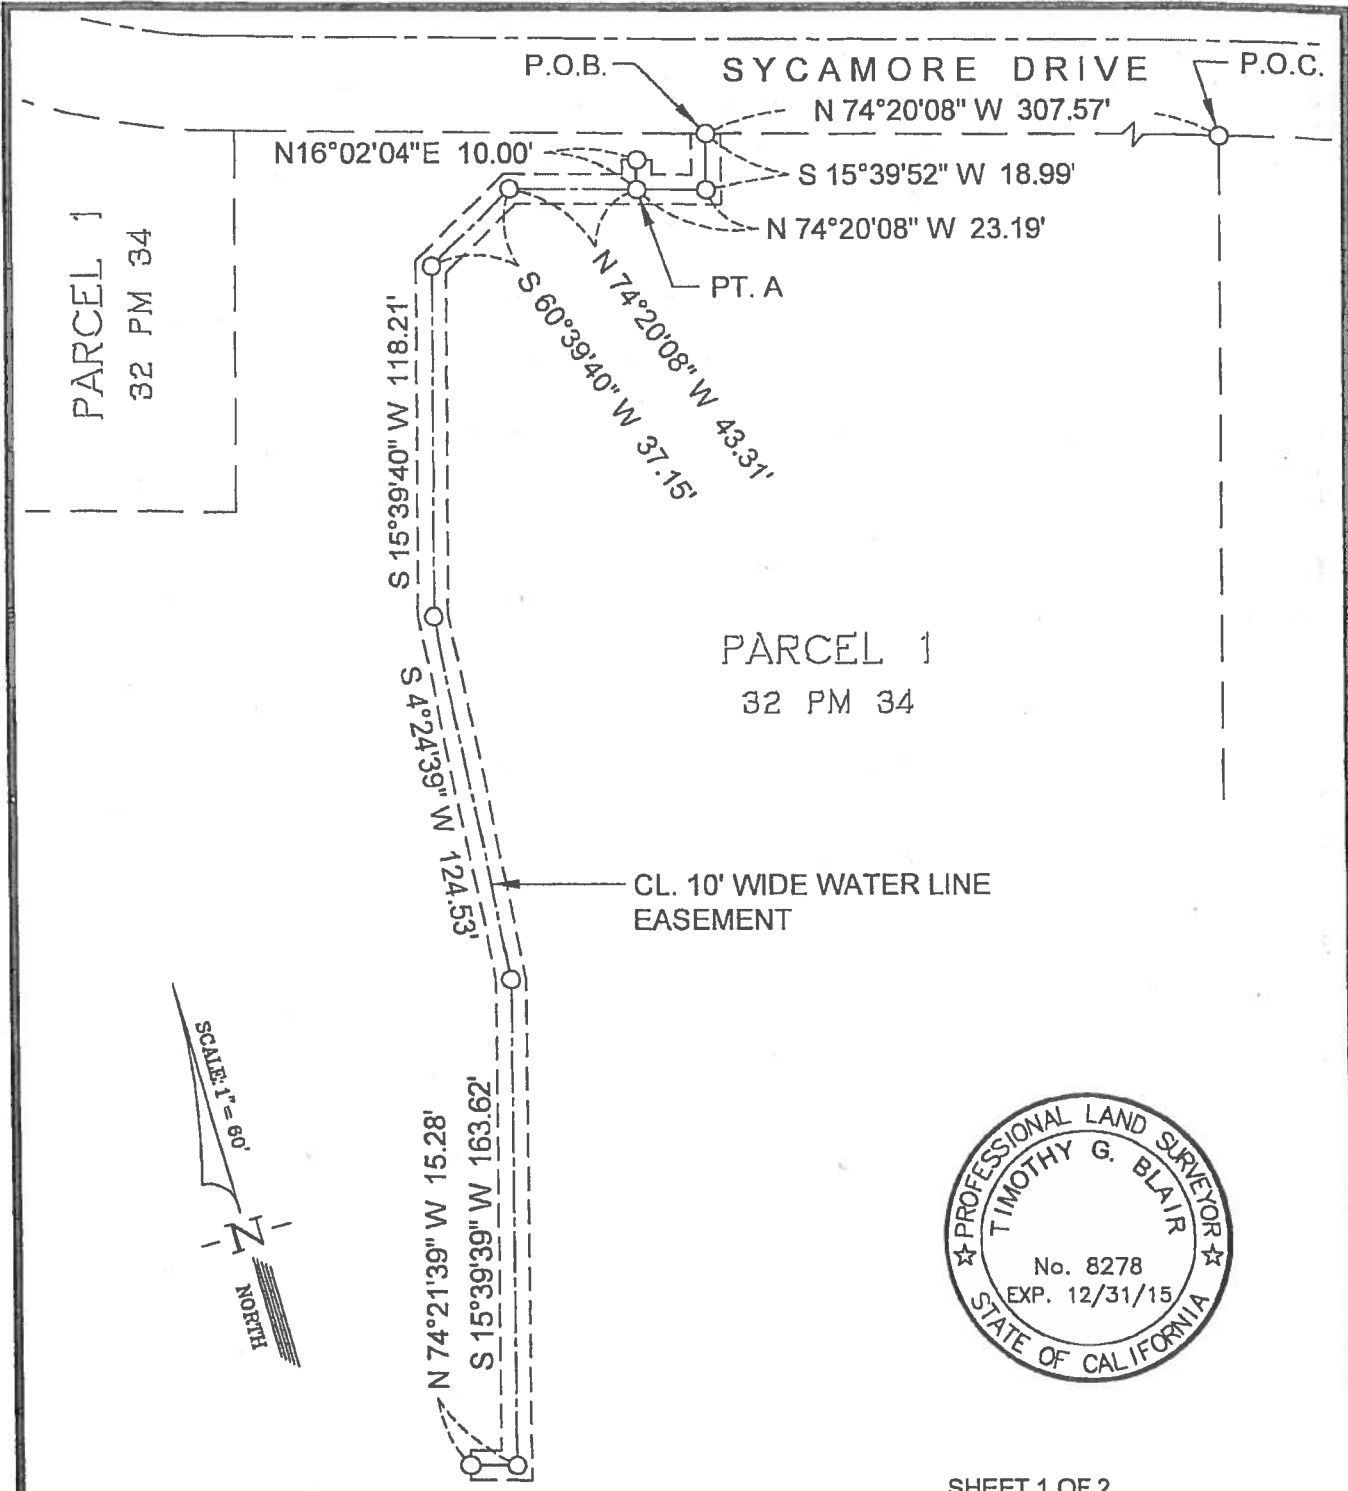 P.O.B.
SYCAMORE DRIVE
P.O.C.
N 74°20'08" W 307.57'
N16°02'04"E 10.00'
S 15°39'52" W 18.99'
N 74°20'08" W 23.19'
PT. A
PARCEL 1
32 PM 34
N 74°20'08" W 43.31'
S 60°39'40" W 37.15'
S 15°39'40" W 118.21'
PARCEL 1
32 PM 34
S 4°24'39" W 124.53'
CL. 10' WIDE WATER LINE
EASEMENT
SCALE: 1" = 60'
N
NORTH
N 74°21'39" W 15.28'
S 15°39'39" W 163.62'
PROFESSIONAL LAND SURVEYOR
TIMOTHY G. BLAIR
No. 8278
EXP. 12/31/15
STATE OF CALIFORNIA
SHEET 1 OF 2